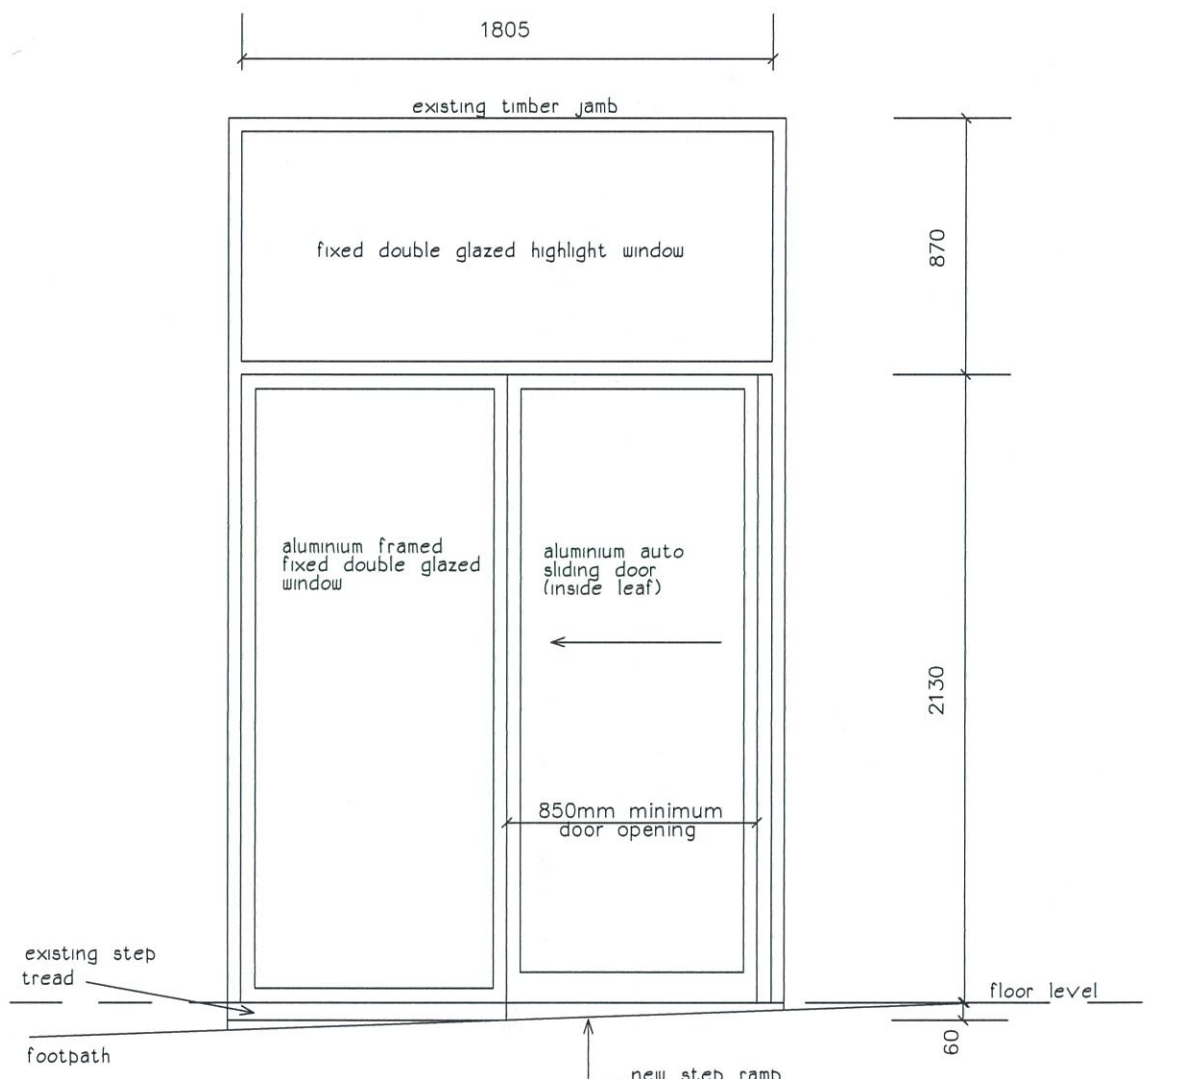 1805
existing timber jamb
fixed double glazed highlight window
870
aluminium framed
fixed double glazed
window
aluminium auto
sliding door
(inside leaf)
2130
850mm minimum
door opening
existing step
tread
floor level
60
footpath
new step ramp